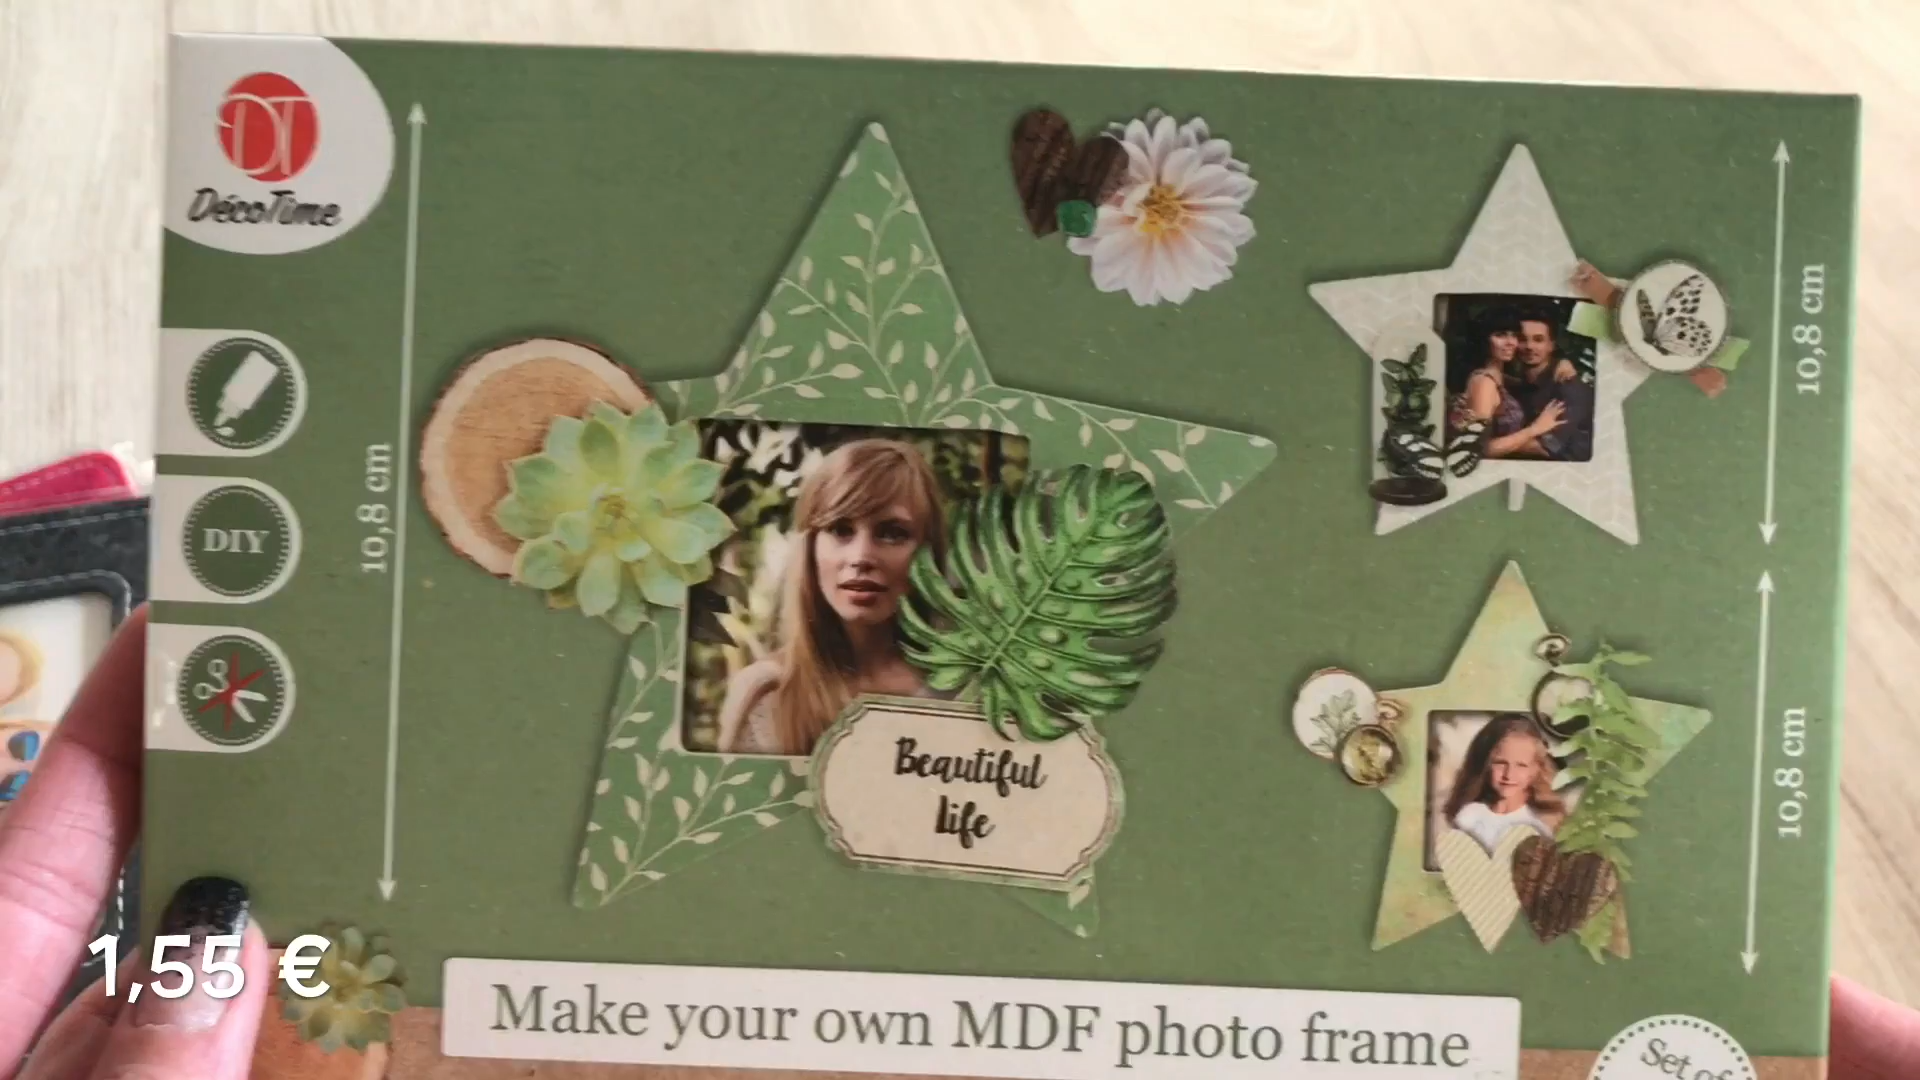 DT
DécoTime
DIY
10,8 cm
10,8 cm
10,8 cm
Beautiful
Life
1,55 €
Make your own MDF photo frame
Set of